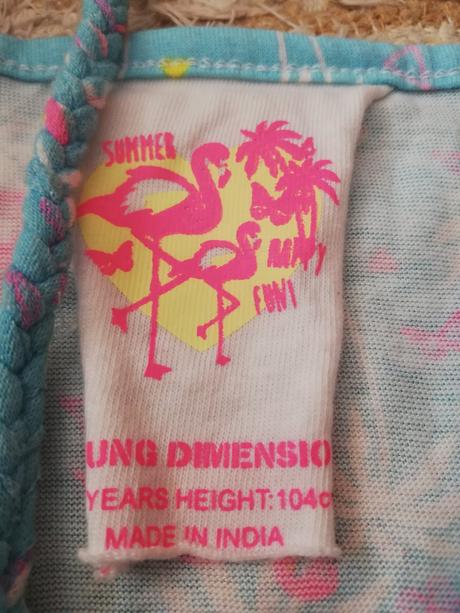 SUMMER
HAPPY
FUN!
UNG DIMENSIO
YEARS HEIGHT:104c
MADE IN INDIA